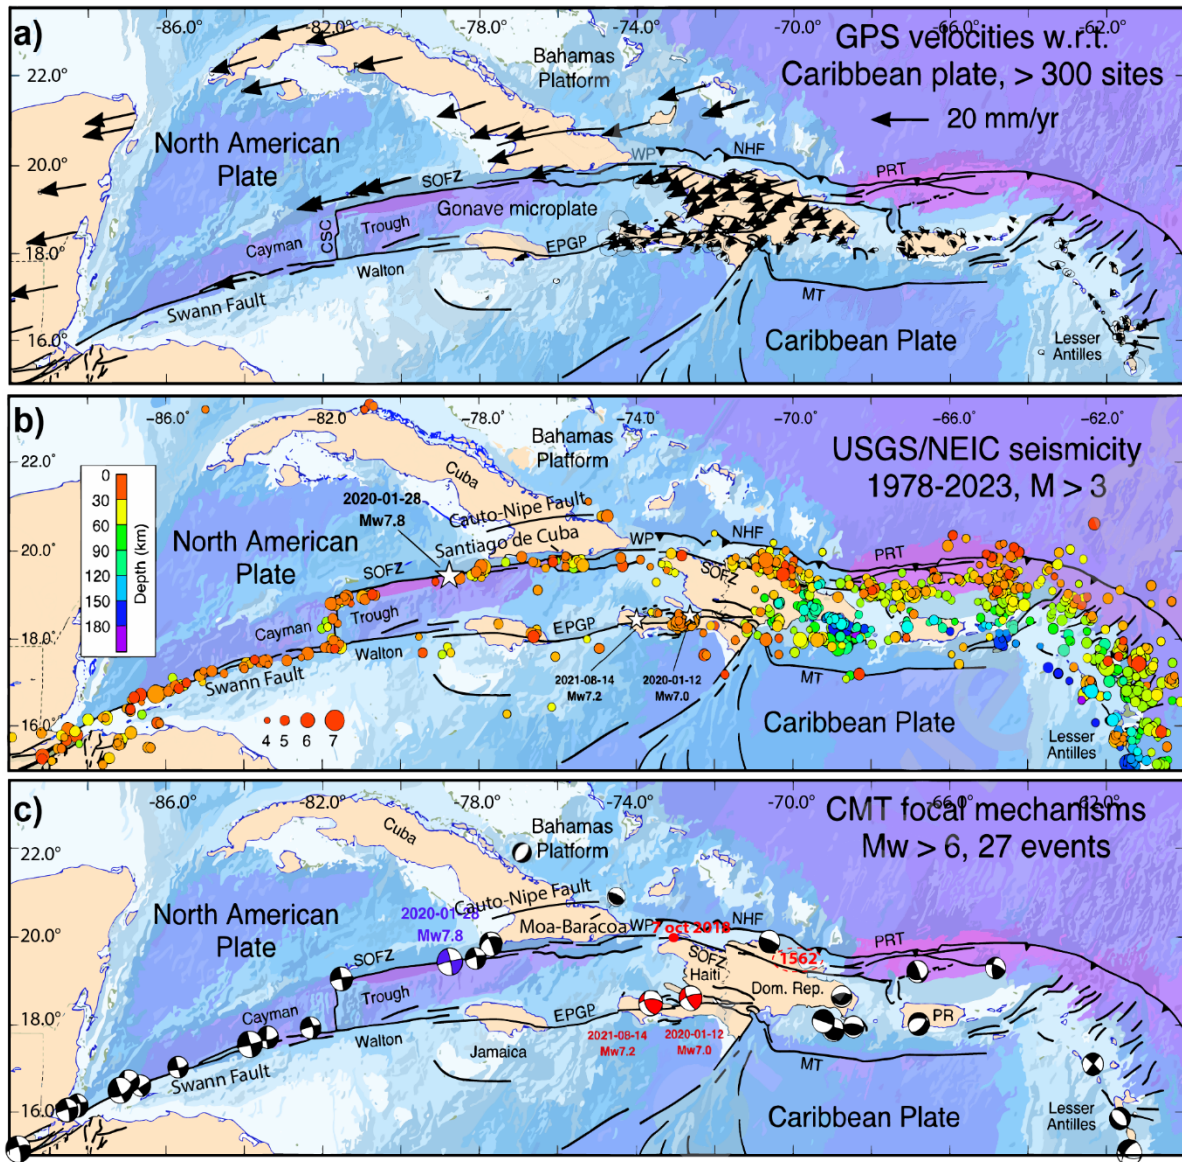 a)
-86.0°
-82.0
-78.0°
-74.0°
-70.0°
-66.0°
-62.0°
22.0°
20.0°
18.0°
16.0°
GPS velocities w.r.t.
Caribbean plate, > 300 sites
20 mm/yr
Bahamas
Platform
North American
Plate
WP
NHF
PRT
SOFZ
Gonave microplate
CSC
Cayman
Trough
EPGP
Walton
Swann Fault
MT
Caribbean Plate
Lesser
Antilles
b)
-86.0°
-82.0
-78.0°
-74.0°
-70.0°
-66.0°
-62.0°
22.0°
20.0°
18.0°
16.0°
USGS/NEIC seismicity
1978-2023, M > 3
0
30
60
90
120
150
180
Depth (km)
Bahamas
Platform
Cuba
2020-01-28
Mw7.8
Cauto-Nipe Fault
Santiago de Cuba
North American
Plate
WP
NHF
PRT
SOFZ
SOFZ
Cayman
Trough
EPGP
Walton
Swann Fault
2021-08-14
Mw7.2
2020-01-12
Mw7.0
MT
4 5 6 7
Caribbean Plate
Lesser
Antilles
c)
-86.0°
-82.0
-78.0°
-74.0°
-70.0°
-66.0°
-62.0°
22.0°
20.0°
18.0°
16.0°
CMT focal mechanisms
Mw > 6, 27 events
Cuba
Bahamas
Platform
Cauto-Nipe Fault
2020-01-28
Mw7.8
Moa-Baracoa
North American
Plate
WP
NHF
7 oct 2018
1562
PRT
SOFZ
SOFZ
Haiti
Dom. Rep.
PR
Cayman
Trough
EPGP
Walton
Jamaica
Swann Fault
2021-08-14
Mw7.2
2020-01-12
Mw7.0
MT
Caribbean Plate
Lesser
Antilles